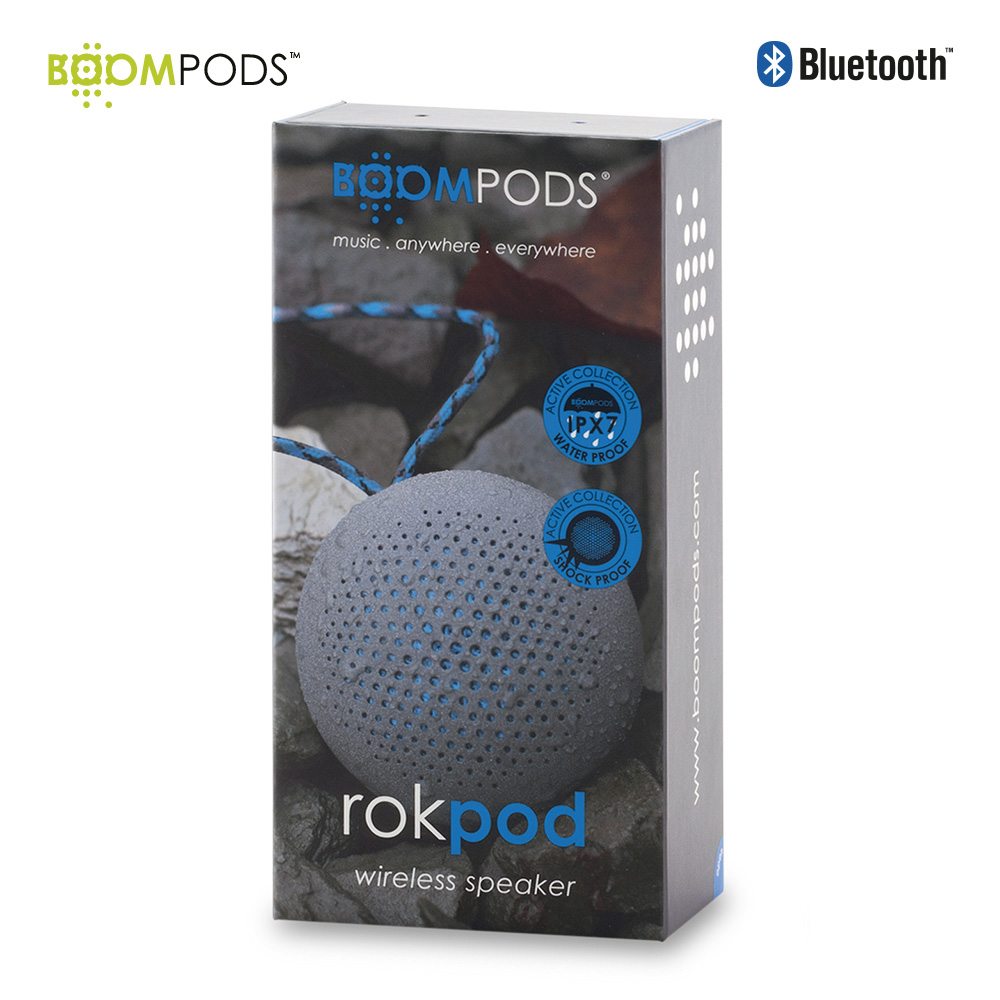 BOOMPODS™
Bluetooth™
BOOMPODS®
music . anywhere . everywhere
ACTIVE COLLECTION
BOOMPODS
IPX7
WATER PROOF
ACTIVE COLLECTION
SHOCK PROOF
www.boompods.com
rokpod
wireless speaker